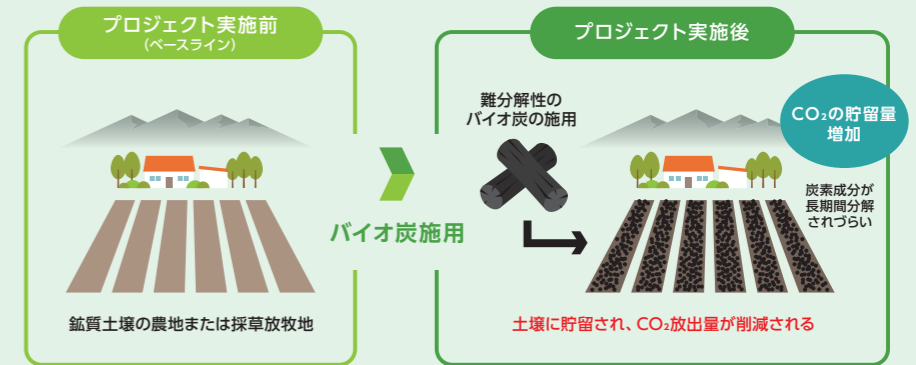 プロジェクト実施前
（ベースライン）
鉱質土壌の農地または採草放牧地
バイオ炭施用
プロジェクト実施後
難分解性の
バイオ炭の施用
CO₂の貯留量
増加
炭素成分が
長期間分解
されづらい
土壌に貯留され、CO₂放出量が削減される